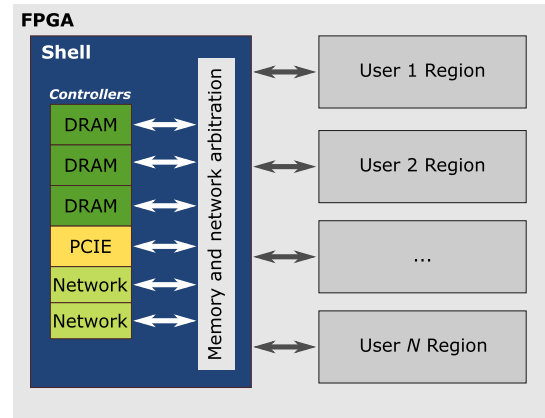 FPGA
Shell
Controllers
DRAM
DRAM
DRAM
PCIE
Network
Network
Memory and network arbitration
User 1 Region
User 2 Region
...
User N Region